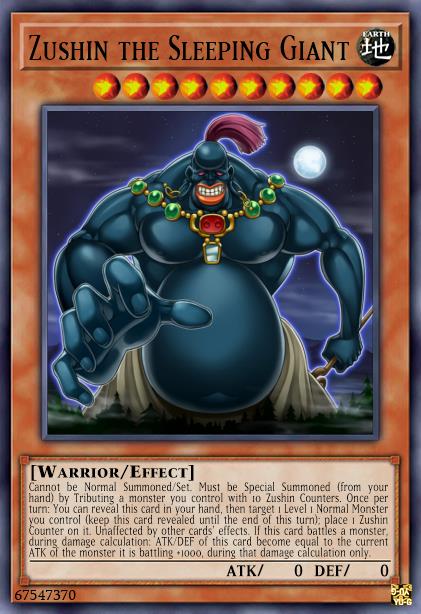 ZUSHIN THE SLEEPING GIANT
EARTH
地
[WARRIOR/EFFECT]
Cannot be Normal Summoned/Set. Must be Special Summoned (from your
hand) by Tributing a monster you control with 10 Zushin Counters. Once per
turn: You can reveal this card in your hand, then target 1 Level 1 Normal Monster
you control (keep this card revealed until the end of this turn); place 1 Zushin
Counter on it. Unaffected by other cards' effects. If this card battles a monster,
during damage calculation: ATK/DEF of this card become equal to the current
ATK of the monster it is battling +1000, during that damage calculation only.
ATK/ 0 DEF/ 0
67547370